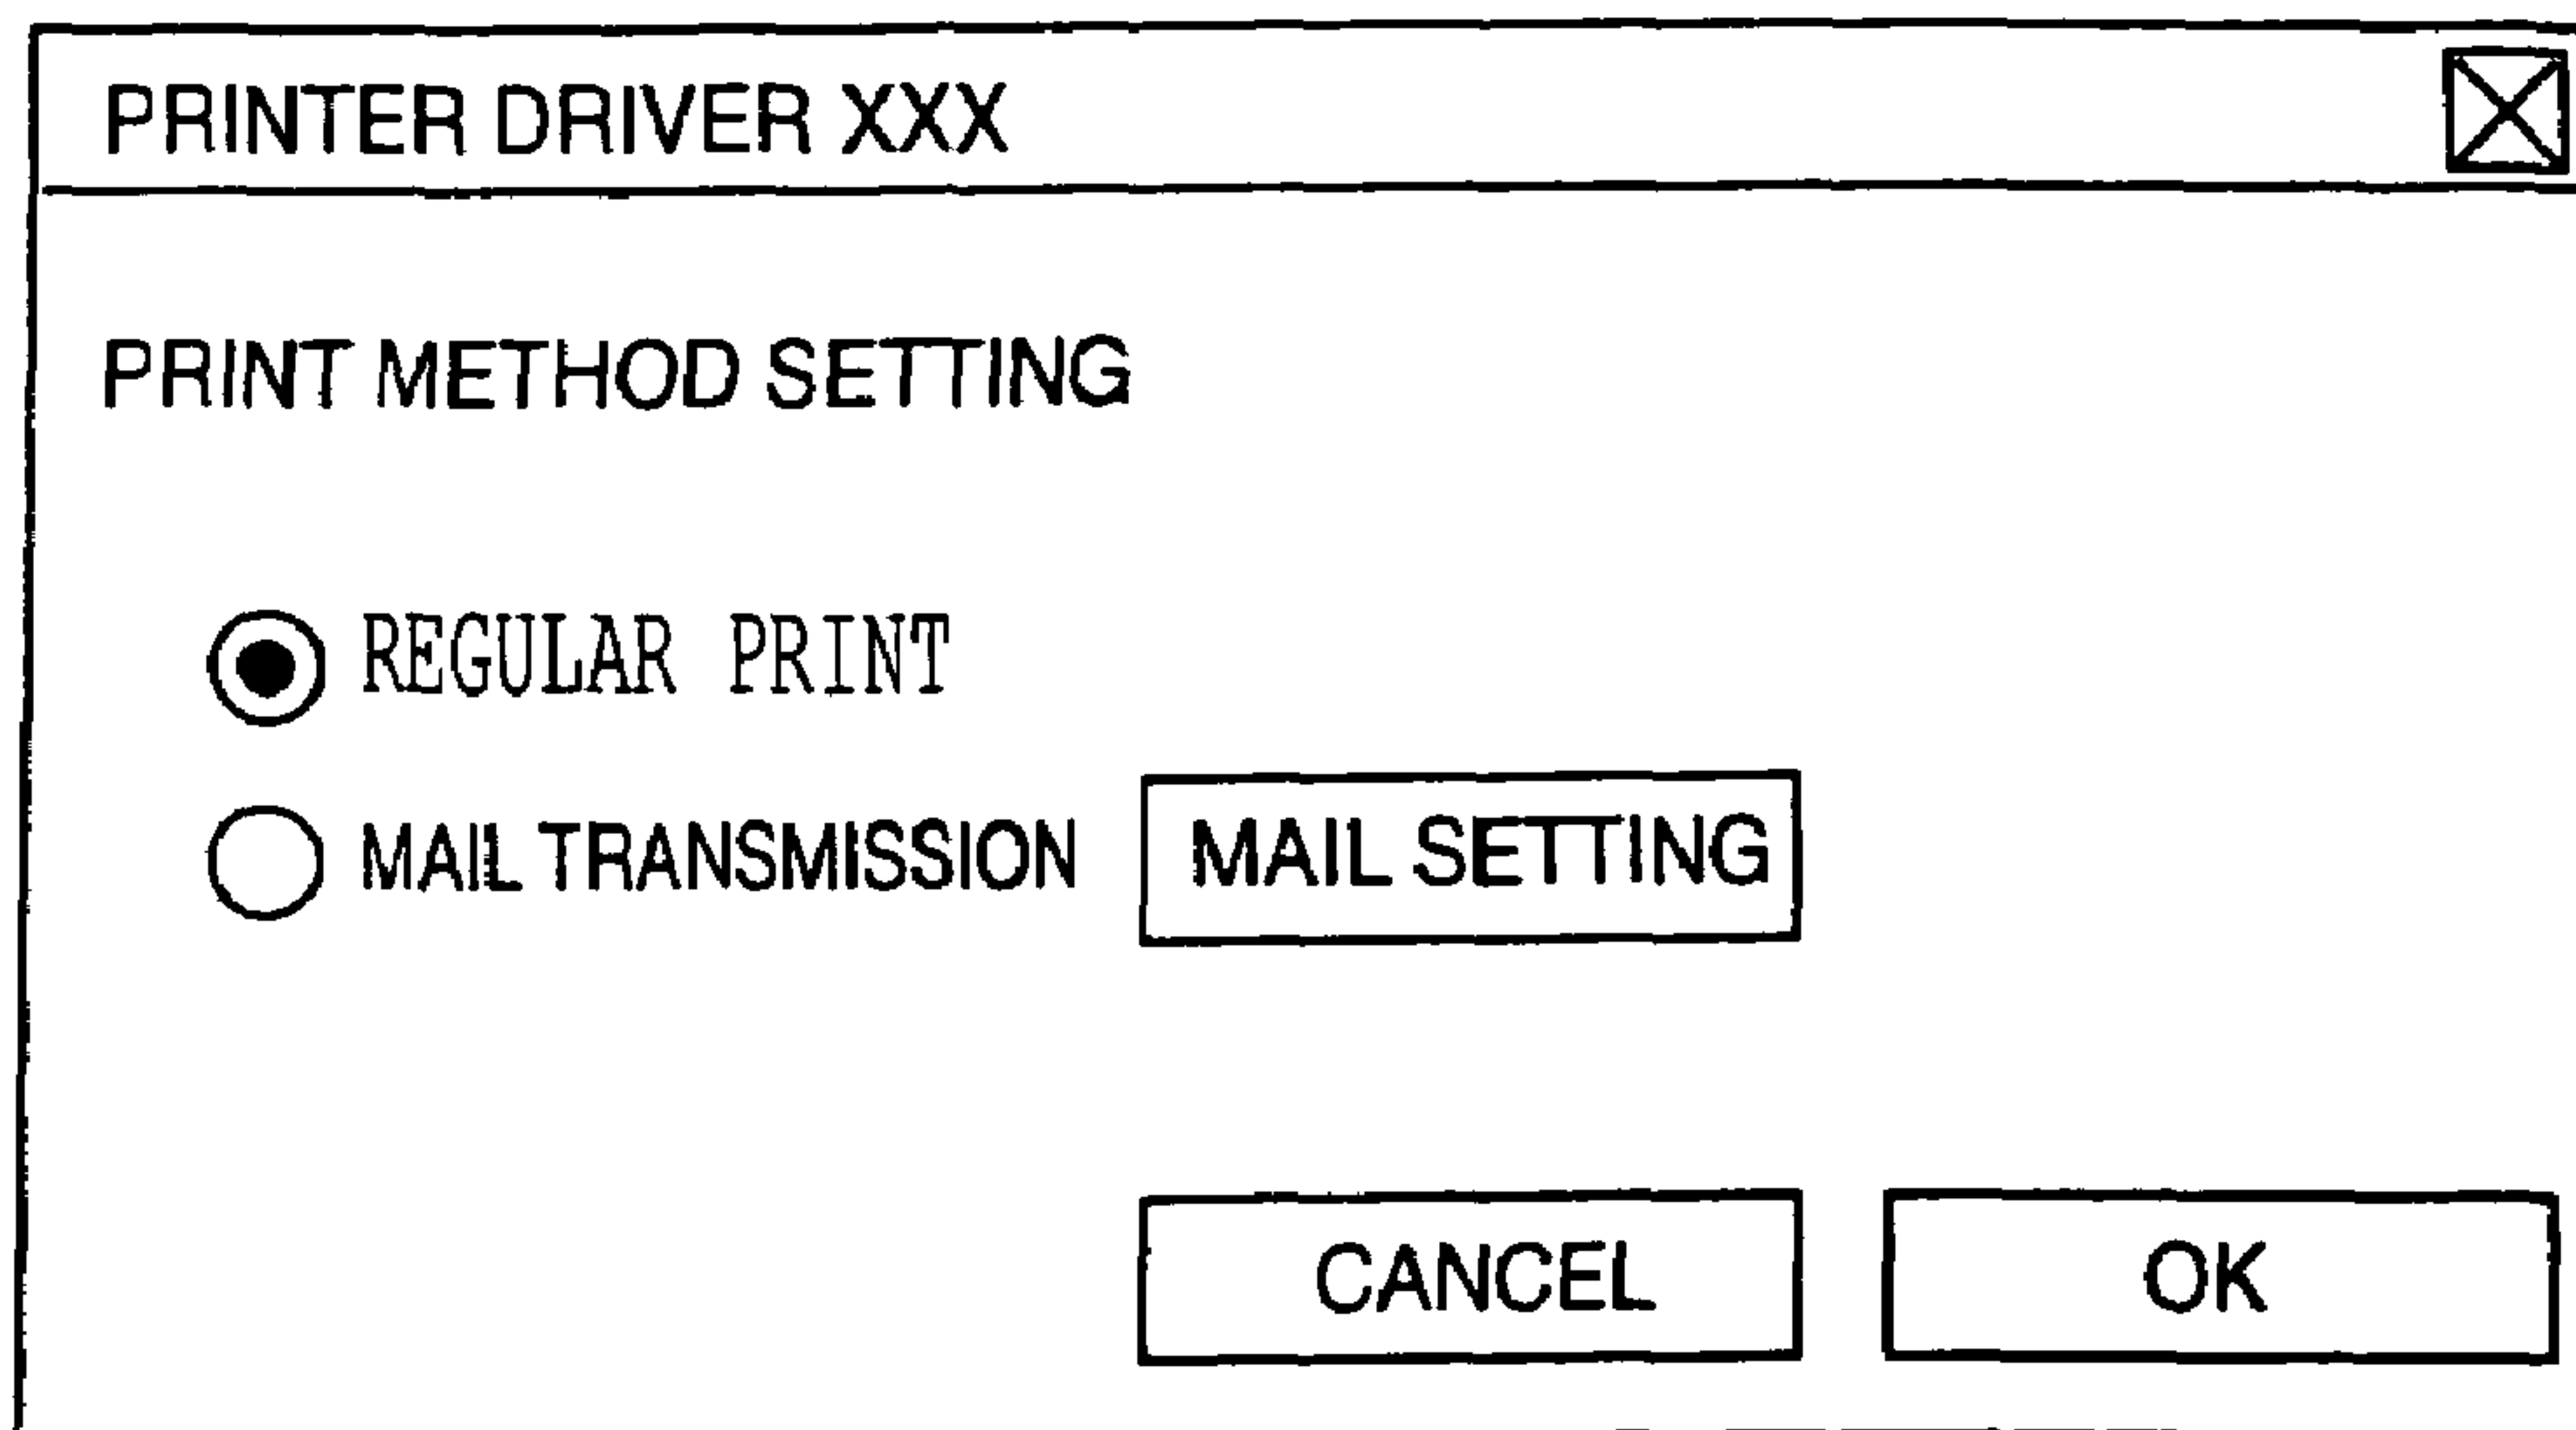 PRINTER DRIVER XXX
PRINT METHOD SETTING
REGULAR PRINT
MAIL TRANSMISSION MAIL SETTING
CANCEL OK